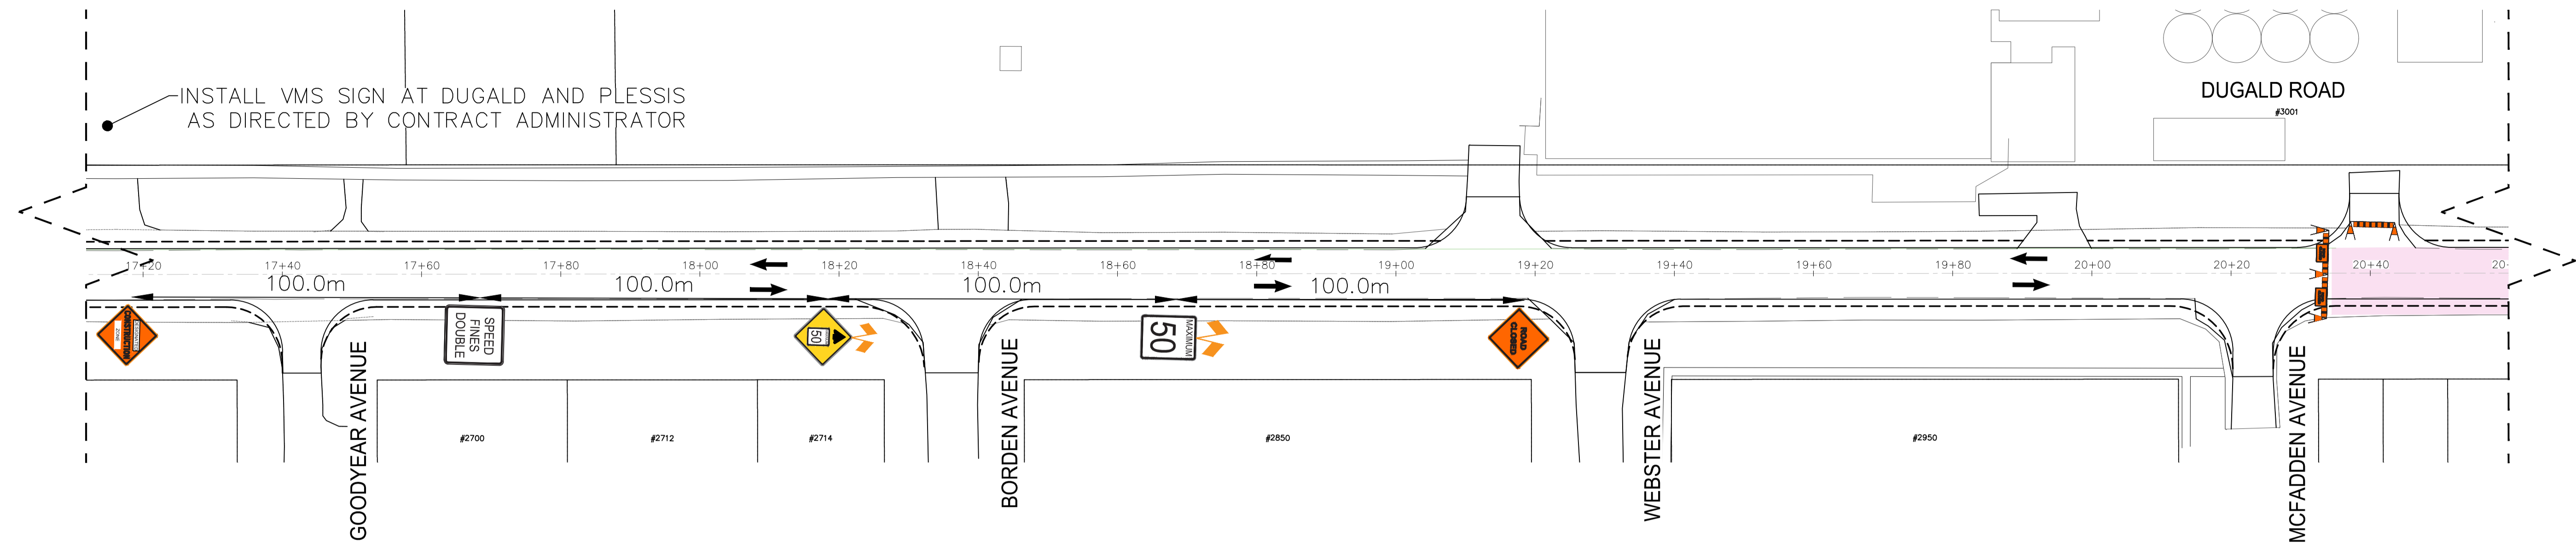 INSTALL VMS SIGN AT DUGALD AND PLESSIS
AS DIRECTED BY CONTRACT ADMINISTRATOR
DUGALD ROAD
#3001
17+20
17+40
17+60
17+80
18+00
18+20
18+40
18+60
18+80
19+00
19+20
19+40
19+60
19+80
20+00
20+20
20+40
20-
100.0m
100.0m
100.0m
100.0m
DESIGNATED
CONSTRUCTION
ZONE
SPEED
FINES
DOUBLE
50
MAXIMUM
50
ROAD
CLOSED
GOODYEAR AVENUE
BORDEN AVENUE
WEBSTER AVENUE
MCFADDEN AVENUE
#2700
#2712
#2714
#2850
#2950